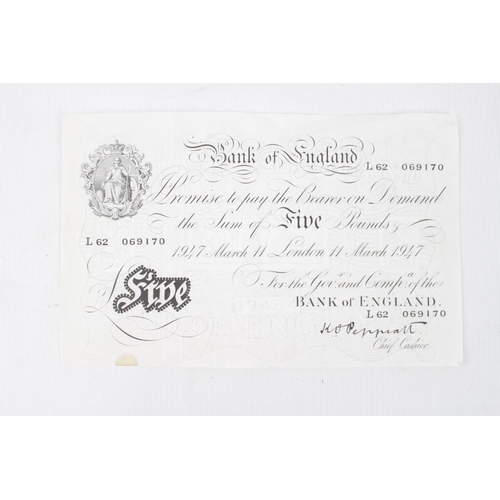 Bank of England
L62 069170
I Promise to pay the Bearer on Demand
the Sum of Five Pounds
L62 069170
1947 March 11 London 11 March 1947
For the Govr. and Compa. of the
£Five
BANK of ENGLAND.
L62 069170
K O Peppiatt
Chief Cashier.